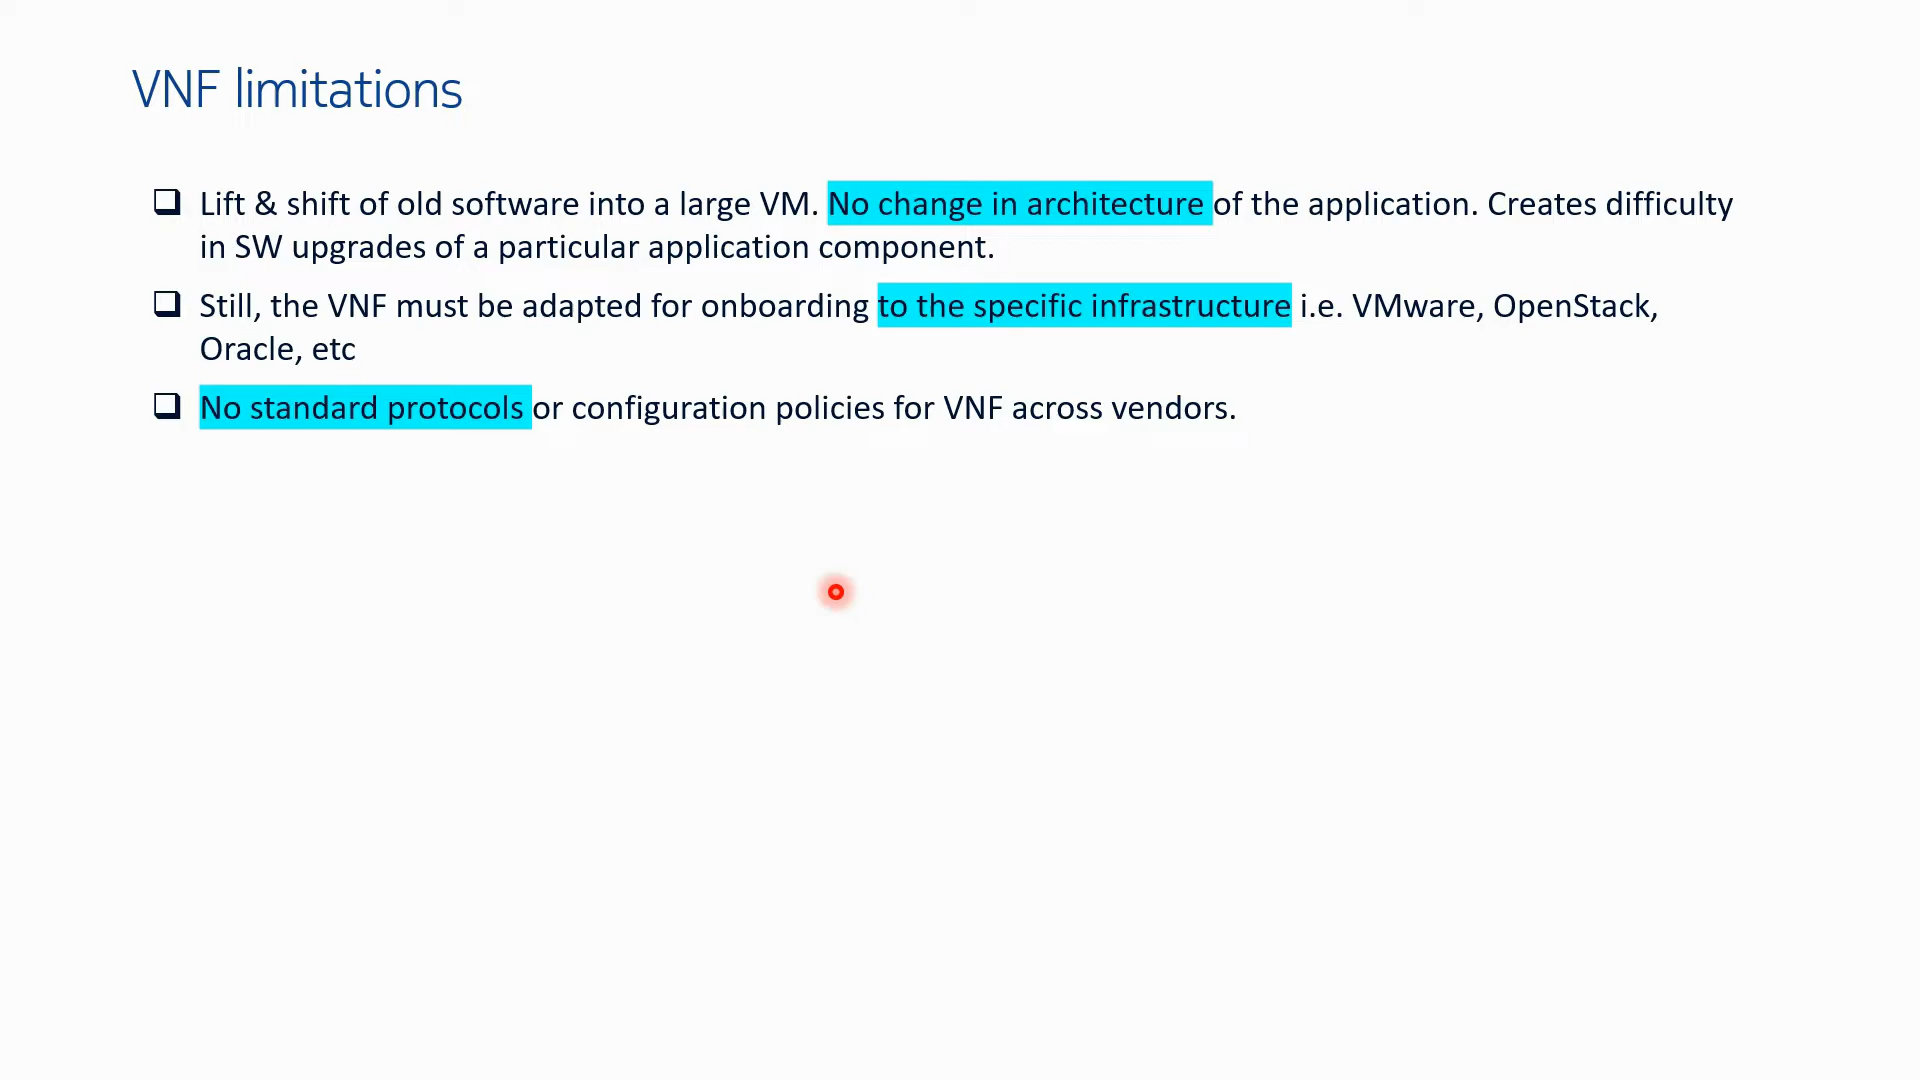 VNF limitations
Lift & shift of old software into a large VM. No change in architecture of the application. Creates difficulty
in SW upgrades of a particular application component.
Still, the VNF must be adapted for onboarding to the specific infrastructure i.e. VMware, OpenStack,
Oracle, etc
No standard protocols or configuration policies for VNF across vendors.